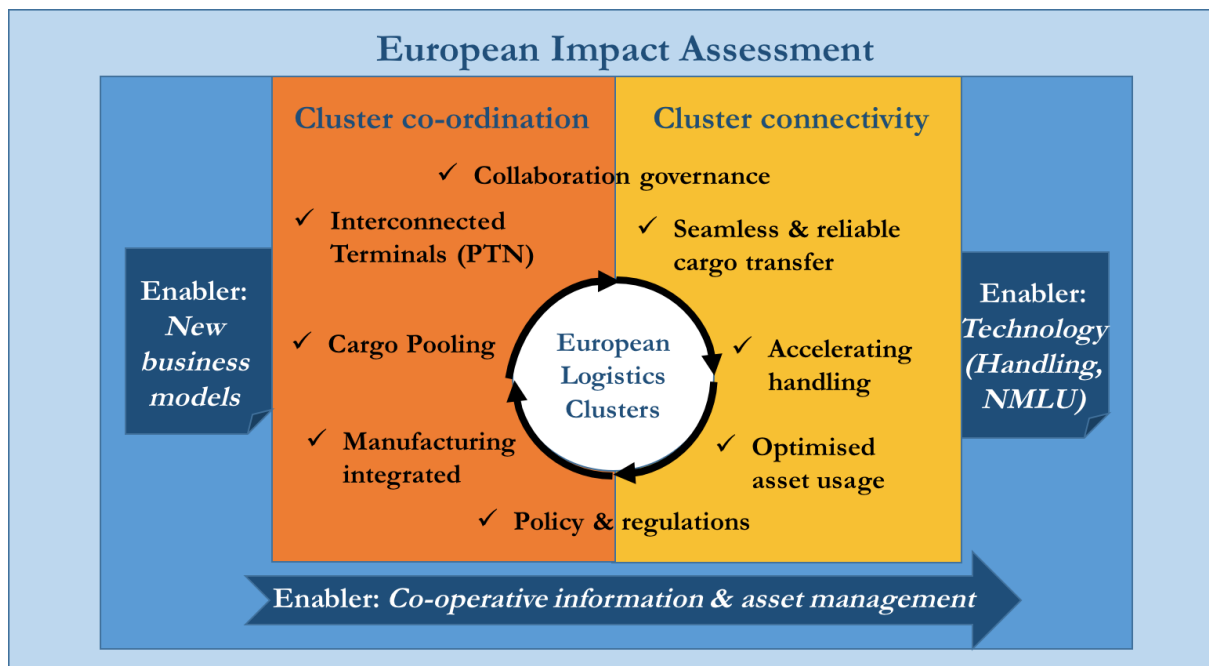 European Impact Assessment
Cluster co-ordination
Cluster connectivity
✓ Collaboration governance
✓ Interconnected
Terminals (PTN)
✓ Seamless & reliable
cargo transfer
Enabler:
New
business
models
✓ Cargo Pooling
European
Logistics
Clusters
✓ Accelerating
handling
Enabler:
Technology
(Handling,
NMLU)
✓ Manufacturing
integrated
✓ Optimised
asset usage
✓ Policy & regulations
Enabler: Co-operative information & asset management